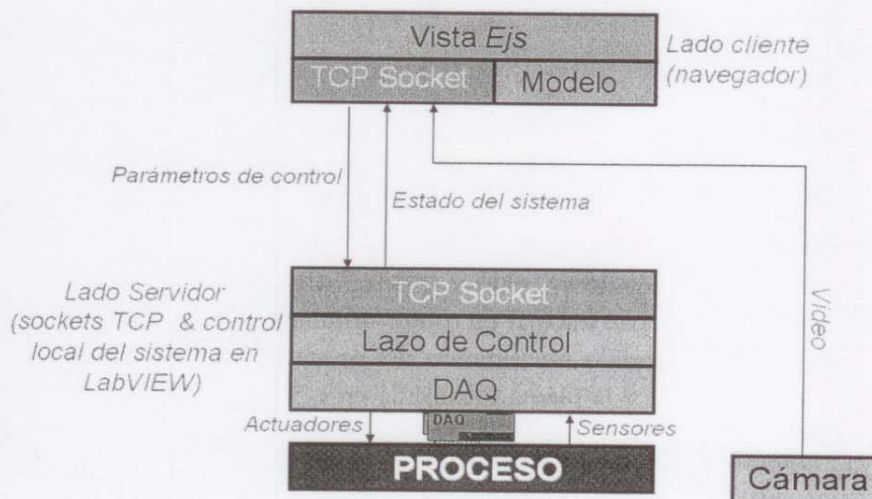 Vista Ejs
TCP Socket
Modelo
Lado cliente
(navegador)
Parámetros de control
Estado del sistema
Lado Servidor
(sockets TCP & control
local del sistema en
LabVIEW)
TCP Socket
Lazo de Control
DAQ
Video
Actuadores
DAQ
Sensores
PROCESO
Cámara